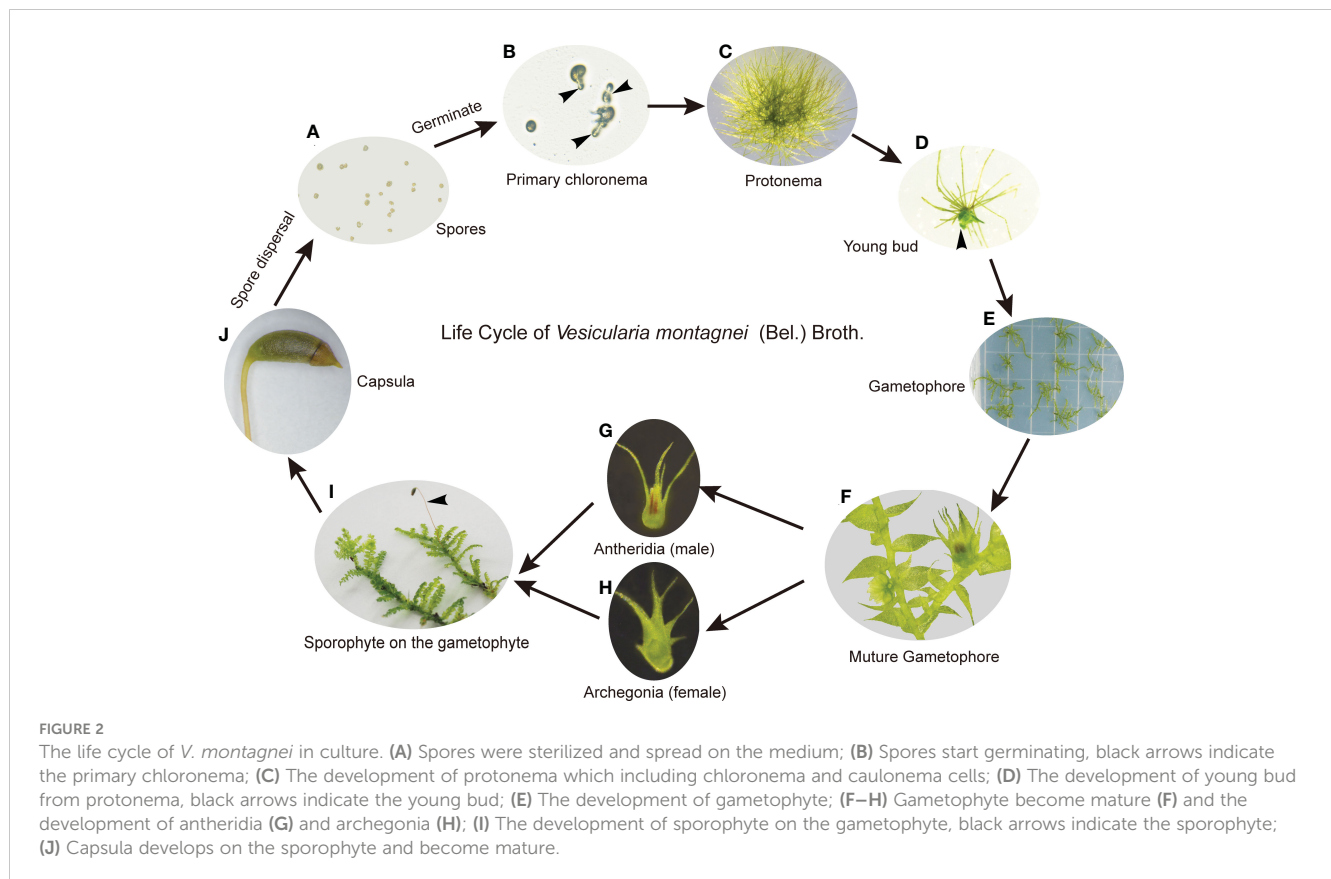 B
C
Germinate
A
D
Primary chloronema
Protonema
Spores
Young bud
Spore dispersal
E
J
Life Cycle of Vesicularia montagnei (Bel.) Broth.
Capsula
Gametophore
G
I
F
Antheridia (male)
H
Sporophyte on the gametophyte
Muture Gametophore
Archegonia (female)
FIGURE 2
The life cycle of V. montagnei in culture. (A) Spores were sterilized and spread on the medium; (B) Spores start germinating, black arrows indicate
the primary chloronema; (C) The development of protonema which including chloronema and caulonema cells; (D) The development of young bud
from protonema, black arrows indicate the young bud; (E) The development of gametophyte; (F–H) Gametophyte become mature (F) and the
development of antheridia (G) and archegonia (H); (I) The development of sporophyte on the gametophyte, black arrows indicate the sporophyte;
(J) Capsula develops on the sporophyte and become mature.